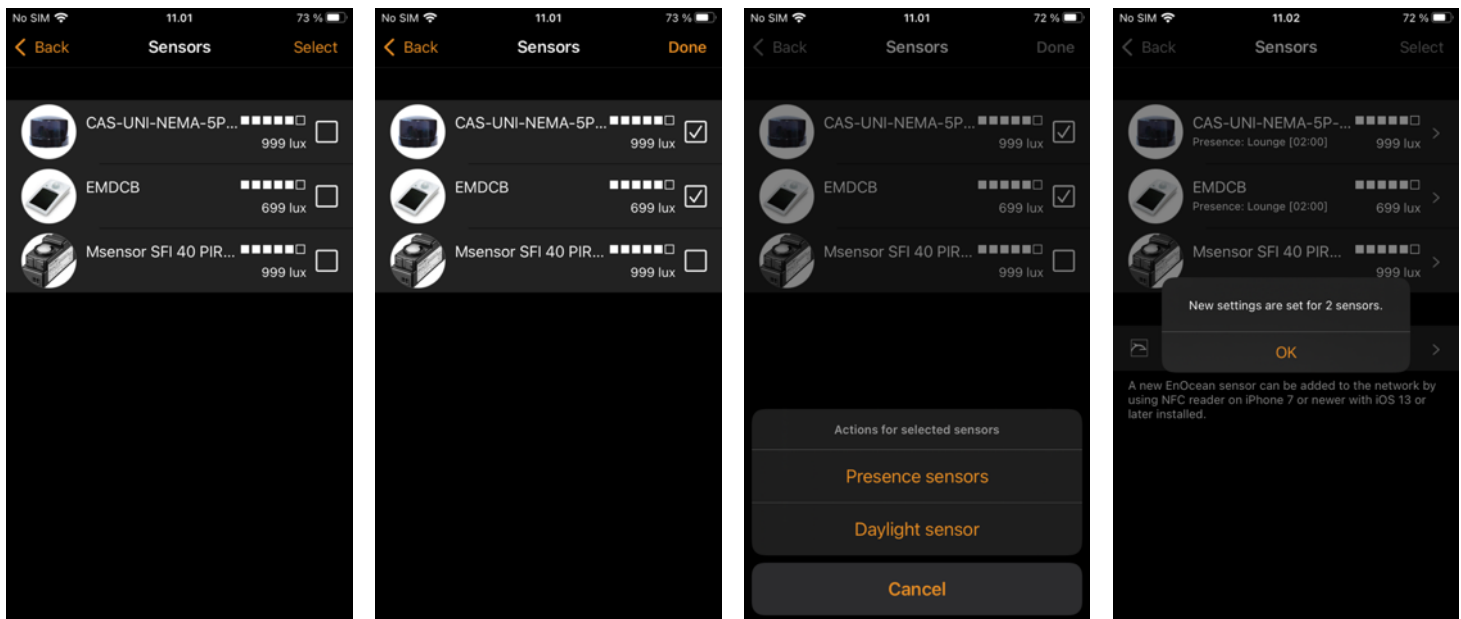 No SIM 11.01 73 %
Back Sensors Select
CAS-UNI-NEMA-5P...
999 lux
EMDCB
699 lux
Msensor SFI 40 PIR...
999 lux
No SIM 11.01 73 %
Back Sensors Done
CAS-UNI-NEMA-5P...
999 lux
EMDCB
699 lux
Msensor SFI 40 PIR...
999 lux
No SIM 11.01 72 %
Back Sensors Done
CAS-UNI-NEMA-5P...
999 lux
EMDCB
699 lux
Msensor SFI 40 PIR...
999 lux
Actions for selected sensors
Presence sensors
Daylight sensor
Cancel
No SIM 11.02 72 %
Back Sensors Select
CAS-UNI-NEMA-5P-...
Presence: Lounge [02:00] 999 lux
EMDCB
Presence: Lounge [02:00] 699 lux
Msensor SFI 40 PIR...
999 lux
New settings are set for 2 sensors.
OK
A new EnOcean sensor can be added to the network by
using NFC reader on iPhone 7 or newer with iOS 13 or
later installed.